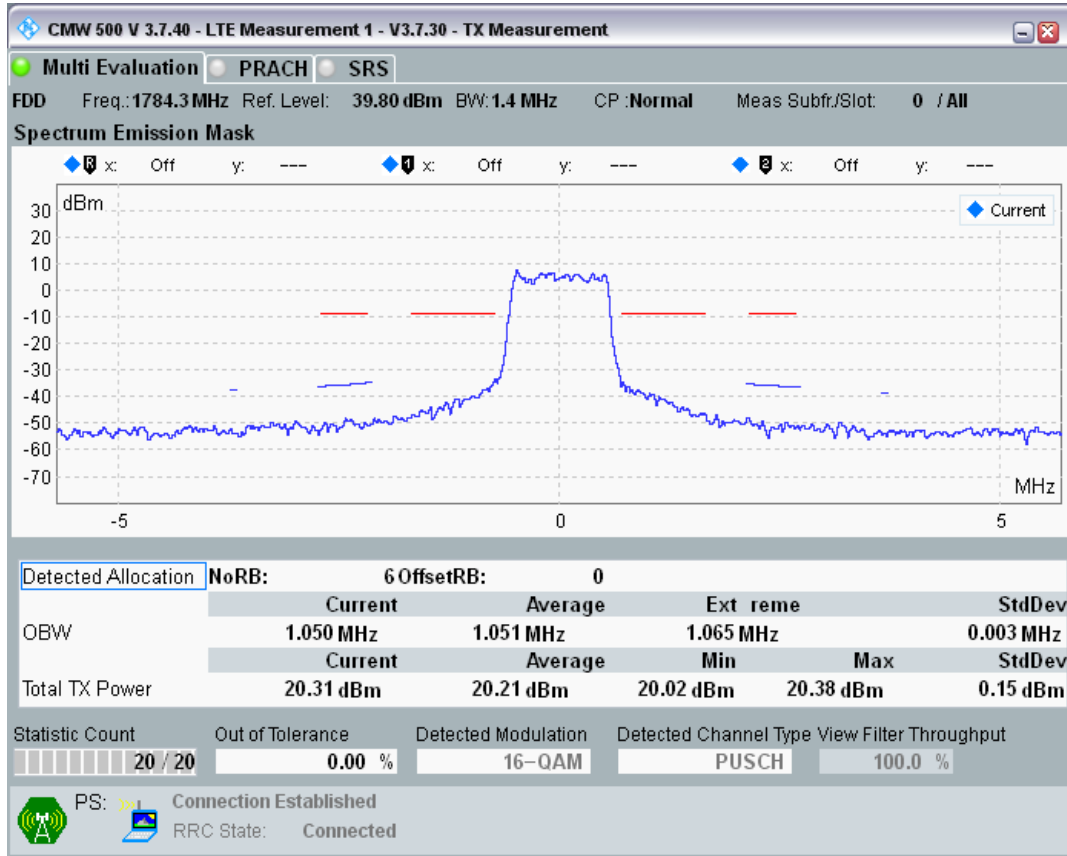 CMW 500 V 3.7.40 - LTE Measurement 1 - V3.7.30 - TX Measurement
Multi Evaluation PRACH SRS
FDD Freq.: 1784.3 MHz Ref. Level: 39.80 dBm BW: 1.4 MHz CP :Normal Meas Subfr./Slot: 0 / All
Spectrum Emission Mask
R x: Off y: --- 1 x: Off y: --- 2 x: Off y: ---
dBm
Current
30
20
10
0
-10
-20
-30
-40
-50
-60
-70
MHz
-5 0 5
Detected Allocation NoRB: 6 OffsetRB: 0
Current Average Ext reme StdDev
OBW 1.050 MHz 1.051 MHz 1.065 MHz 0.003 MHz
Current Average Min Max StdDev
Total TX Power 20.31 dBm 20.21 dBm 20.02 dBm 20.38 dBm 0.15 dBm
Statistic Count Out of Tolerance Detected Modulation Detected Channel Type View Filter Throughput
20 / 20 0.00 % 16-QAM PUSCH 100.0 %
PS: Connection Established
RRC State: Connected